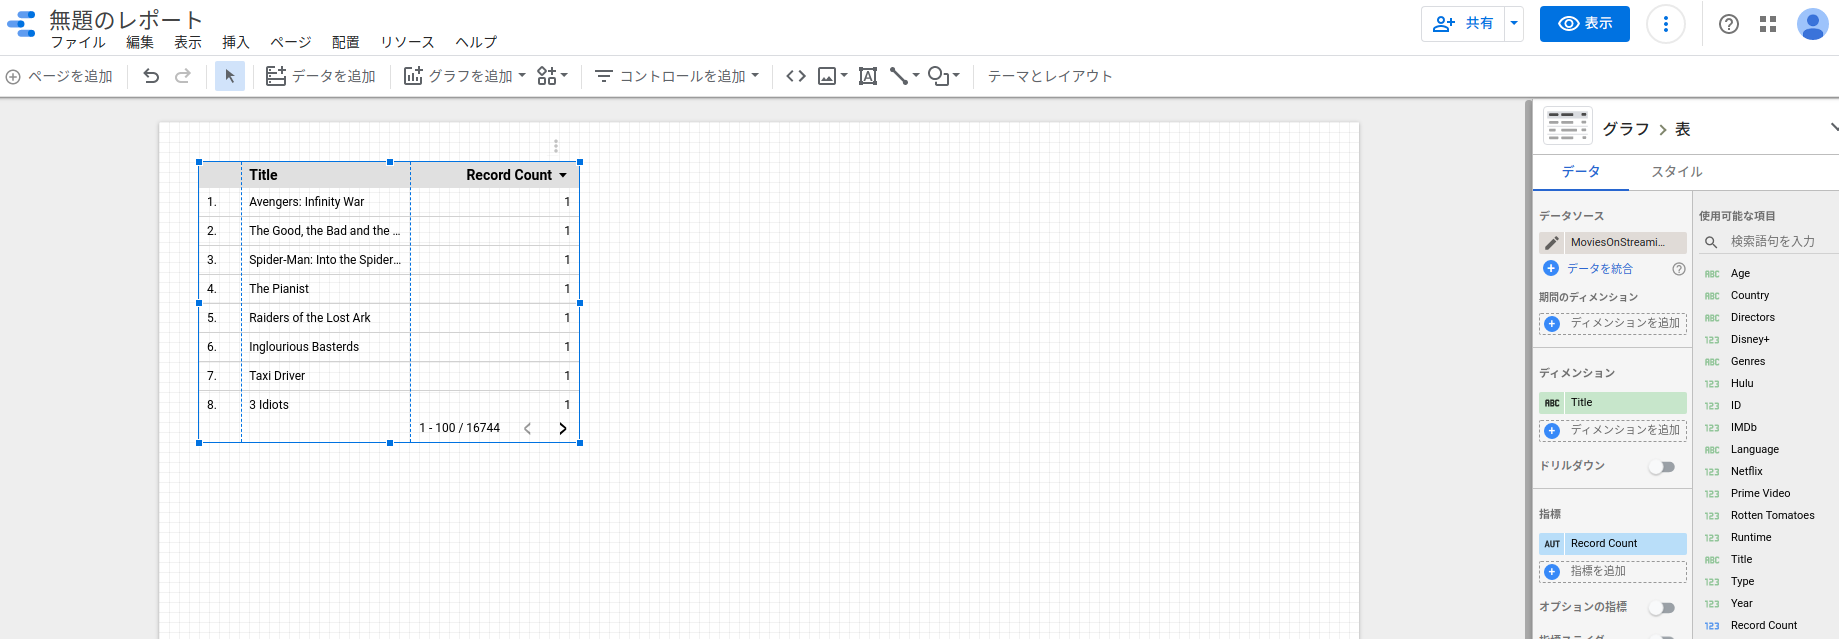 無題のレポート
ファイル 編集 表示 挿入 ページ 配置 リソース ヘルプ
共有 表示
ページを追加 データを追加 グラフを追加 コントロールを追加 テーマとレイアウト
Title Record Count
1. Avengers: Infinity War 1
2. The Good, the Bad and the ... 1
3. Spider-Man: Into the Spider... 1
4. The Pianist 1
5. Raiders of the Lost Ark 1
6. Inglourious Basterds 1
7. Taxi Driver 1
8. 3 Idiots 1
1 - 100 / 16744
グラフ > 表
データ スタイル
データソース
MoviesOnStreami...
データを統合
期間のディメンション
ディメンションを追加
ディメンション
ABC Title
ディメンションを追加
ドリルダウン
指標
AUT Record Count
指標を追加
オプションの指標
使用可能な項目
検索語句を入力
ABC Age
ABC Country
ABC Directors
123 Disney+
ABC Genres
123 Hulu
123 ID
123 IMDb
ABC Language
123 Netflix
123 Prime Video
123 Rotten Tomatoes
123 Runtime
ABC Title
123 Type
123 Year
123 Record Count